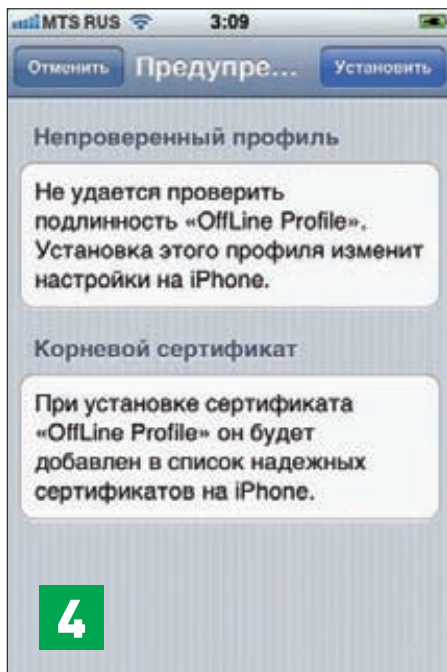 MTS RUS 3:09
Отменить Предупре... Установить
Непроверенный профиль
Не удается проверить
подлинность «OffLine Profile».
Установка этого профиля изменит
настройки на iPhone.
Корневой сертификат
При установке сертификата
«OffLine Profile» он будет
добавлен в список надежных
сертификатов на iPhone.
4